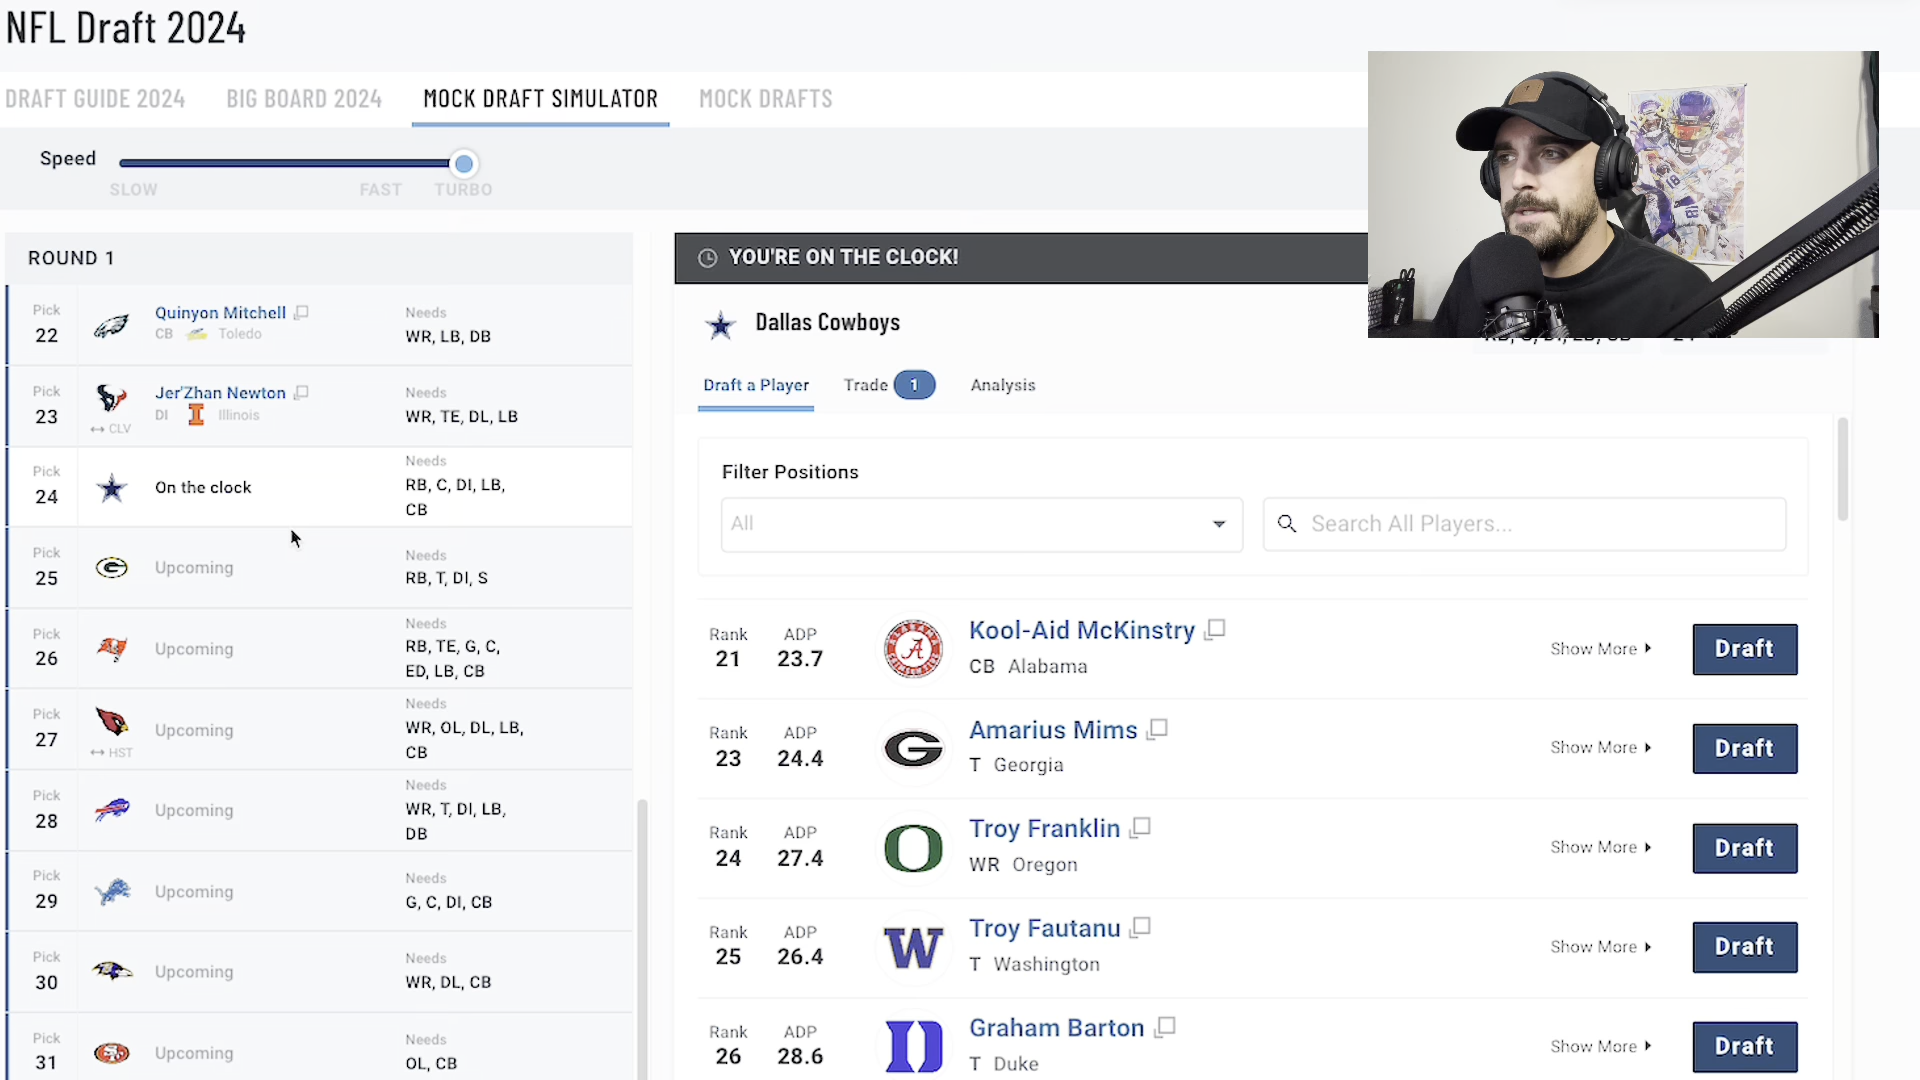 NFL Draft 2024
DRAFT GUIDE 2024 BIG BOARD 2024 MOCK DRAFT SIMULATOR MOCK DRAFTS
Speed
SLOW FAST TURBO
ROUND 1
Pick 22 Quinyon Mitchell CB Toledo Needs WR, LB, DB
Pick 23 CLV Jer'Zhan Newton DI Illinois Needs WR, TE, DL, LB
Pick 24 On the clock Needs RB, C, DI, LB, CB
Pick 25 Upcoming Needs RB, T, DI, S
Pick 26 Upcoming Needs RB, TE, G, C, ED, LB, CB
Pick 27 HST Upcoming Needs WR, OL, DL, LB, CB
Pick 28 Upcoming Needs WR, T, DI, LB, DB
Pick 29 Upcoming Needs G, C, DI, CB
Pick 30 Upcoming Needs WR, DL, CB
Pick 31 Upcoming Needs OL, CB
YOU'RE ON THE CLOCK!
Dallas Cowboys
Draft a Player Trade 1 Analysis
Filter Positions
All Search All Players...
Rank 21 ADP 23.7 Kool-Aid McKinstry CB Alabama Show More Draft
Rank 23 ADP 24.4 Amarius Mims T Georgia Show More Draft
Rank 24 ADP 27.4 Troy Franklin WR Oregon Show More Draft
Rank 25 ADP 26.4 Troy Fautanu T Washington Show More Draft
Rank 26 ADP 28.6 Graham Barton T Duke Show More Draft